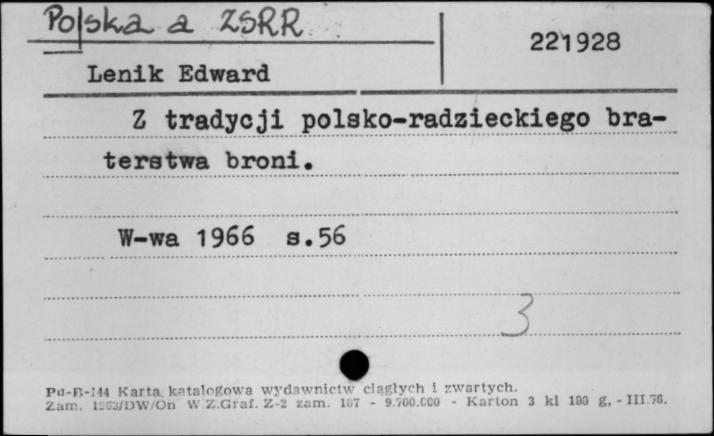 Polska a ZSRR
221928
Lenik Edward
Z tradycji polsko-radzieckiego bra-
terstwa broni.
W-wa 1966 s.56
3
Pu-B-144 Karta katalogowa wydawnictw ciągłych i zwartych.
Zam. /DW/On W.Z.Graf. Z-2 zam. 107 - 9.700.000 - Karton 3 kl 180 g, - III.76.